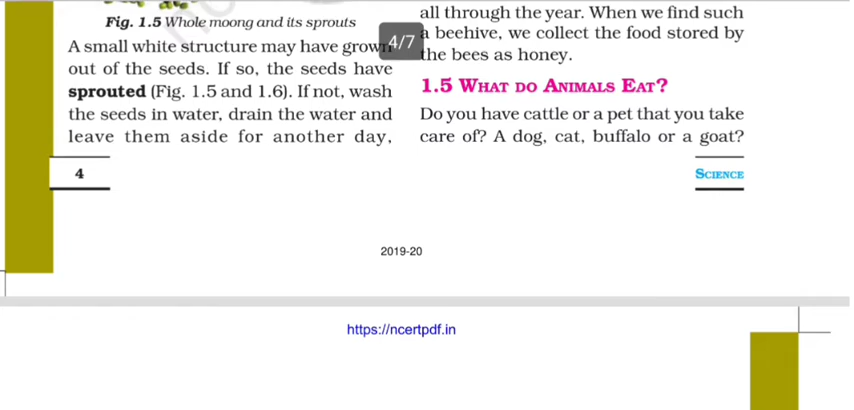 Fig. 1.5 Whole moong and its sprouts
A small white structure may have grown
out of the seeds. If so, the seeds have
sprouted (Fig. 1.5 and 1.6). If not, wash
the seeds in water, drain the water and
leave them aside for another day,
4/7
all through the year. When we find such
a beehive, we collect the food stored by
the bees as honey.
1.5 WHAT DO ANIMALS EAT?
Do you have cattle or a pet that you take
care of? A dog, cat, buffalo or a goat?
4
SCIENCE
2019-20
https://ncertpdf.in